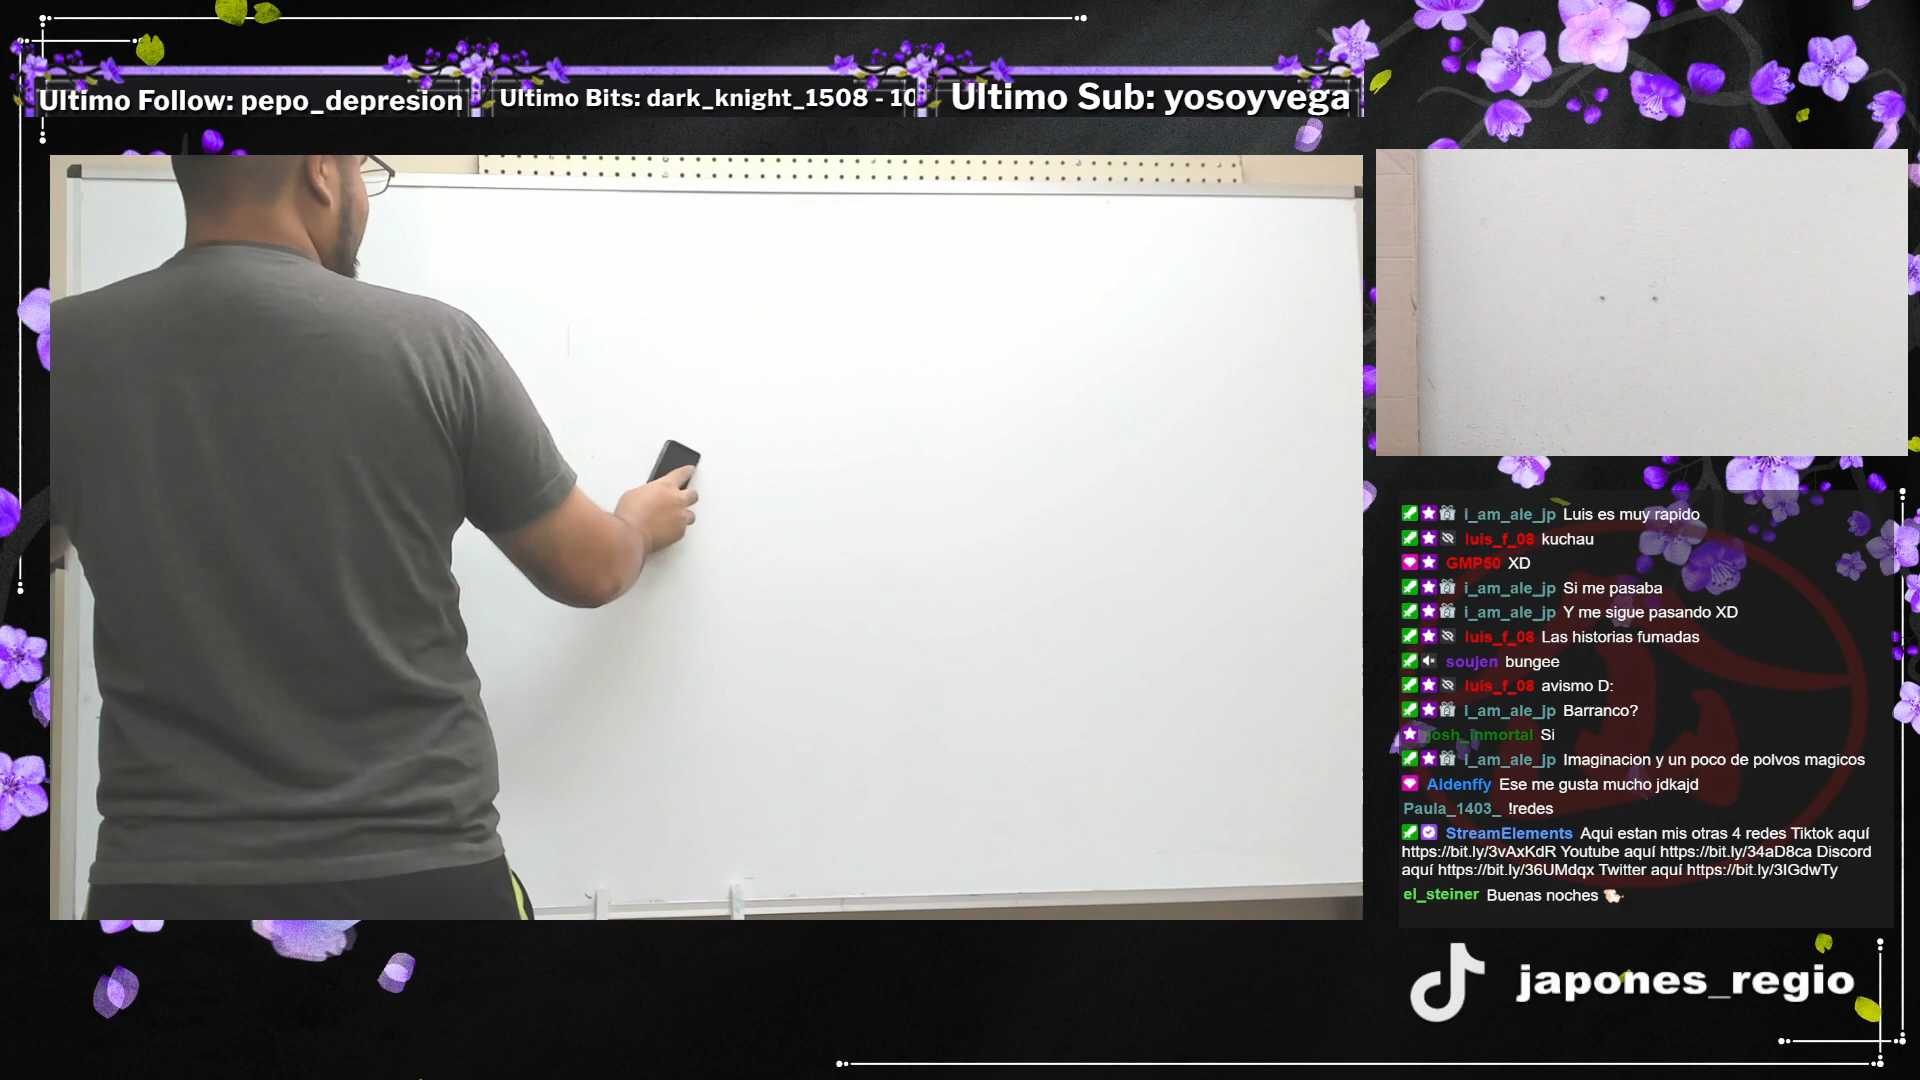 Ultimo Follow: pepo_depresion
Ultimo Bits: dark_knight_1508 - 10
Ultimo Sub: yosoyvega
i_am_ale_jp Luis es muy rapido
luis_f_08 kuchau
GMP50 XD
i_am_ale_jp Si me pasaba
i_am_ale_jp Y me sigue pasando XD
luis_f_08 Las historias fumadas
soujen bungee
luis_f_08 avismo D:
i_am_ale_jp Barranco?
josh_inmortal Si
i_am_ale_jp Imaginacion y un poco de polvos magicos
Aldenffy Ese me gusta mucho jdkajd
Paula_1403_ !redes
StreamElements Aqui estan mis otras 4 redes Tiktok aquí
https://bit.ly/3vAxKdR Youtube aquí https://bit.ly/34aD8ca Discord
aquí https://bit.ly/36UMdqx Twitter aquí https://bit.ly/3IGdwTy
el_steiner Buenas noches
japones_regio